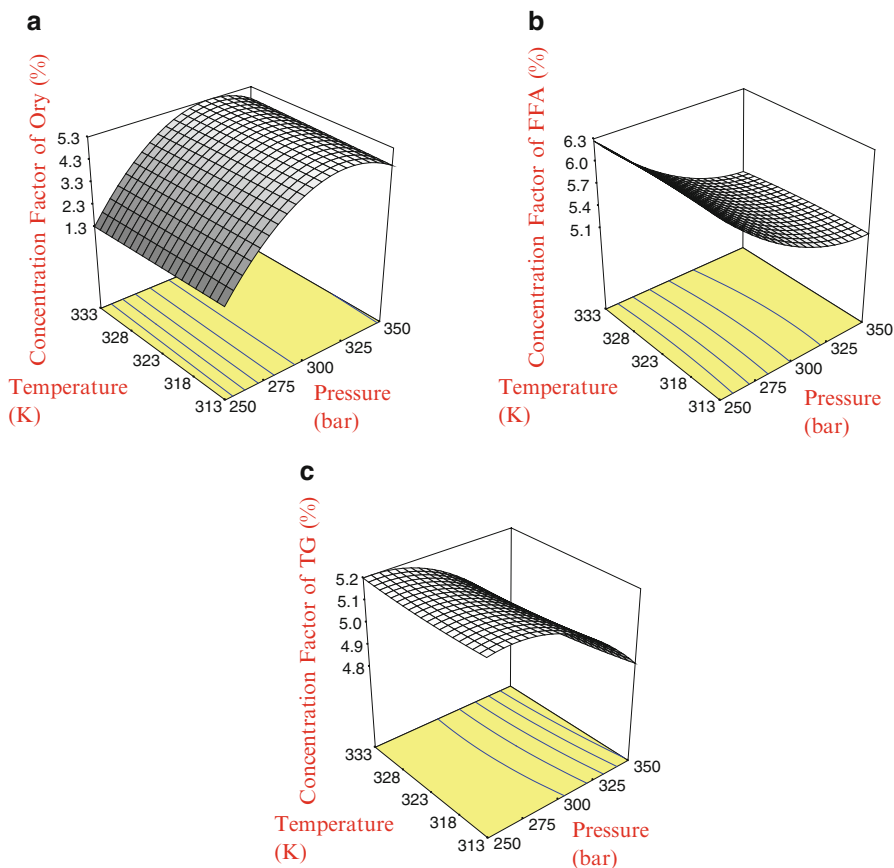 a
Concentration Factor of Ory (%)
5.3
4.3
3.3
2.3
1.3
333
328
323
318
313
250
275
300
325
350
Temperature
(K)
Pressure
(bar)
b
Concentration Factor of FFA (%)
6.3
6.0
5.7
5.4
5.1
333
328
323
318
313
250
275
300
325
350
Temperature
(K)
Pressure
(bar)
c
Concentration Factor of TG (%)
5.2
5.1
5.0
4.9
4.8
333
328
323
318
313
250
275
300
325
350
Temperature
(K)
Pressure
(bar)